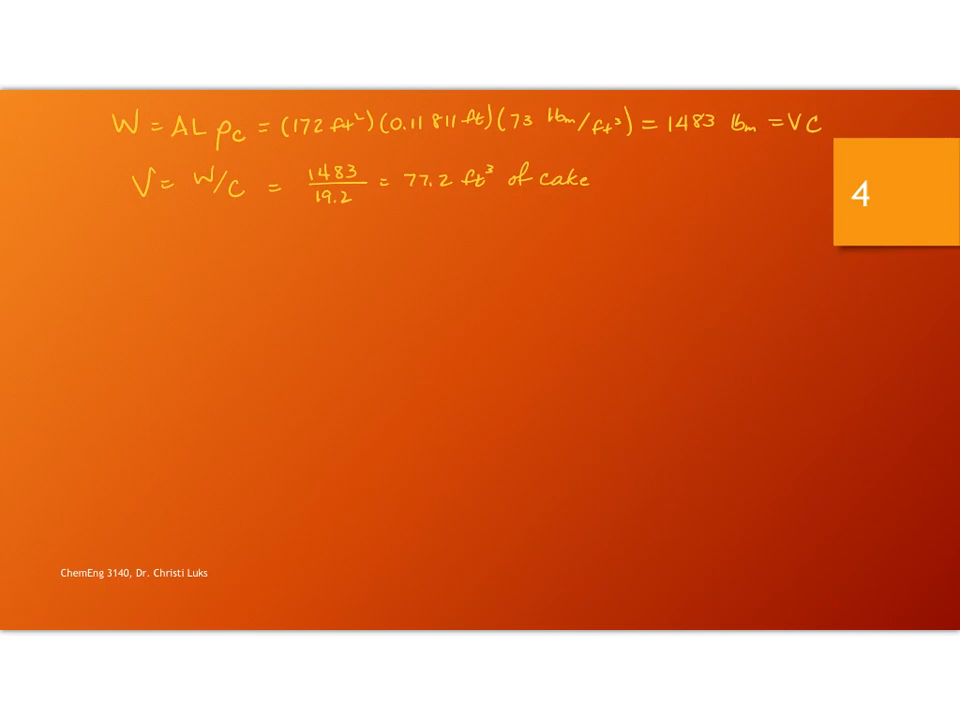 W = AL ρc = (172 ft²)(0.11811 ft)(73 lbm/ft³) = 1483 lbm = VC
V = W/C = 1483/19.2 = 77.2 ft³ of cake
4
ChemEng 3140, Dr. Christi Luks